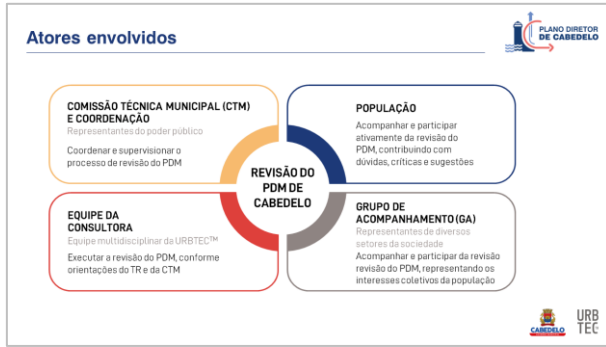 Atores envolvidos
PLANO DIRETOR
DE CABEDELO
COMISSÃO TÉCNICA MUNICIPAL (CTM)
E COORDENAÇÃO
Representantes do poder público
Coordenar e supervisionar o
processo de revisão do PDM
POPULAÇÃO
Acompanhar e participar
ativamente da revisão do
PDM, contribuindo com
dúvidas, críticas e sugestões
REVISÃO DO
PDM DE
CABEDELO
EQUIPE DA
CONSULTORA
Equipe multidisciplinar da URBTEC™
Executar a revisão do PDM, conforme
orientações do TR e da CTM
GRUPO DE
ACOMPANHAMENTO (GA)
Representantes de diversos
setores da sociedade
Acompanhar e participar da revisão
revisão do PDM, representando os
interesses coletivos da população
CABEDELO
URB
TEC